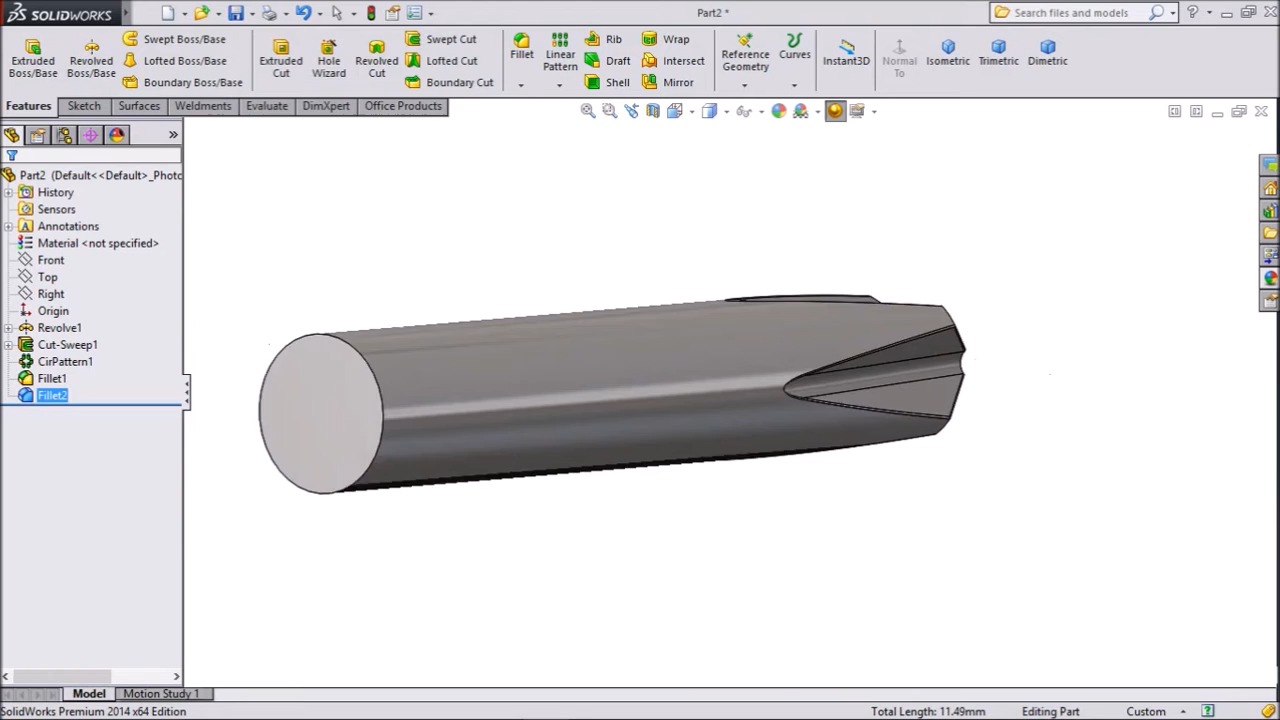 SOLIDWORKS
Part2 *
Search files and models
Extruded Boss/Base
Revolved Boss/Base
Swept Boss/Base
Lofted Boss/Base
Boundary Boss/Base
Extruded Cut
Hole Wizard
Revolved Cut
Swept Cut
Lofted Cut
Boundary Cut
Fillet
Linear Pattern
Rib
Draft
Shell
Wrap
Intersect
Mirror
Reference Geometry
Curves
Instant3D
Normal To
Isometric
Trimetric
Dimetric
Features
Sketch
Surfaces
Weldments
Evaluate
DimXpert
Office Products
Part2 (Default<<Default>_Photo
History
Sensors
Annotations
Material <not specified>
Front
Top
Right
Origin
Revolve1
Cut-Sweep1
CirPattern1
Fillet1
Fillet2
Model
Motion Study 1
SolidWorks Premium 2014 x64 Edition
Total Length: 11.49mm
Editing Part
Custom